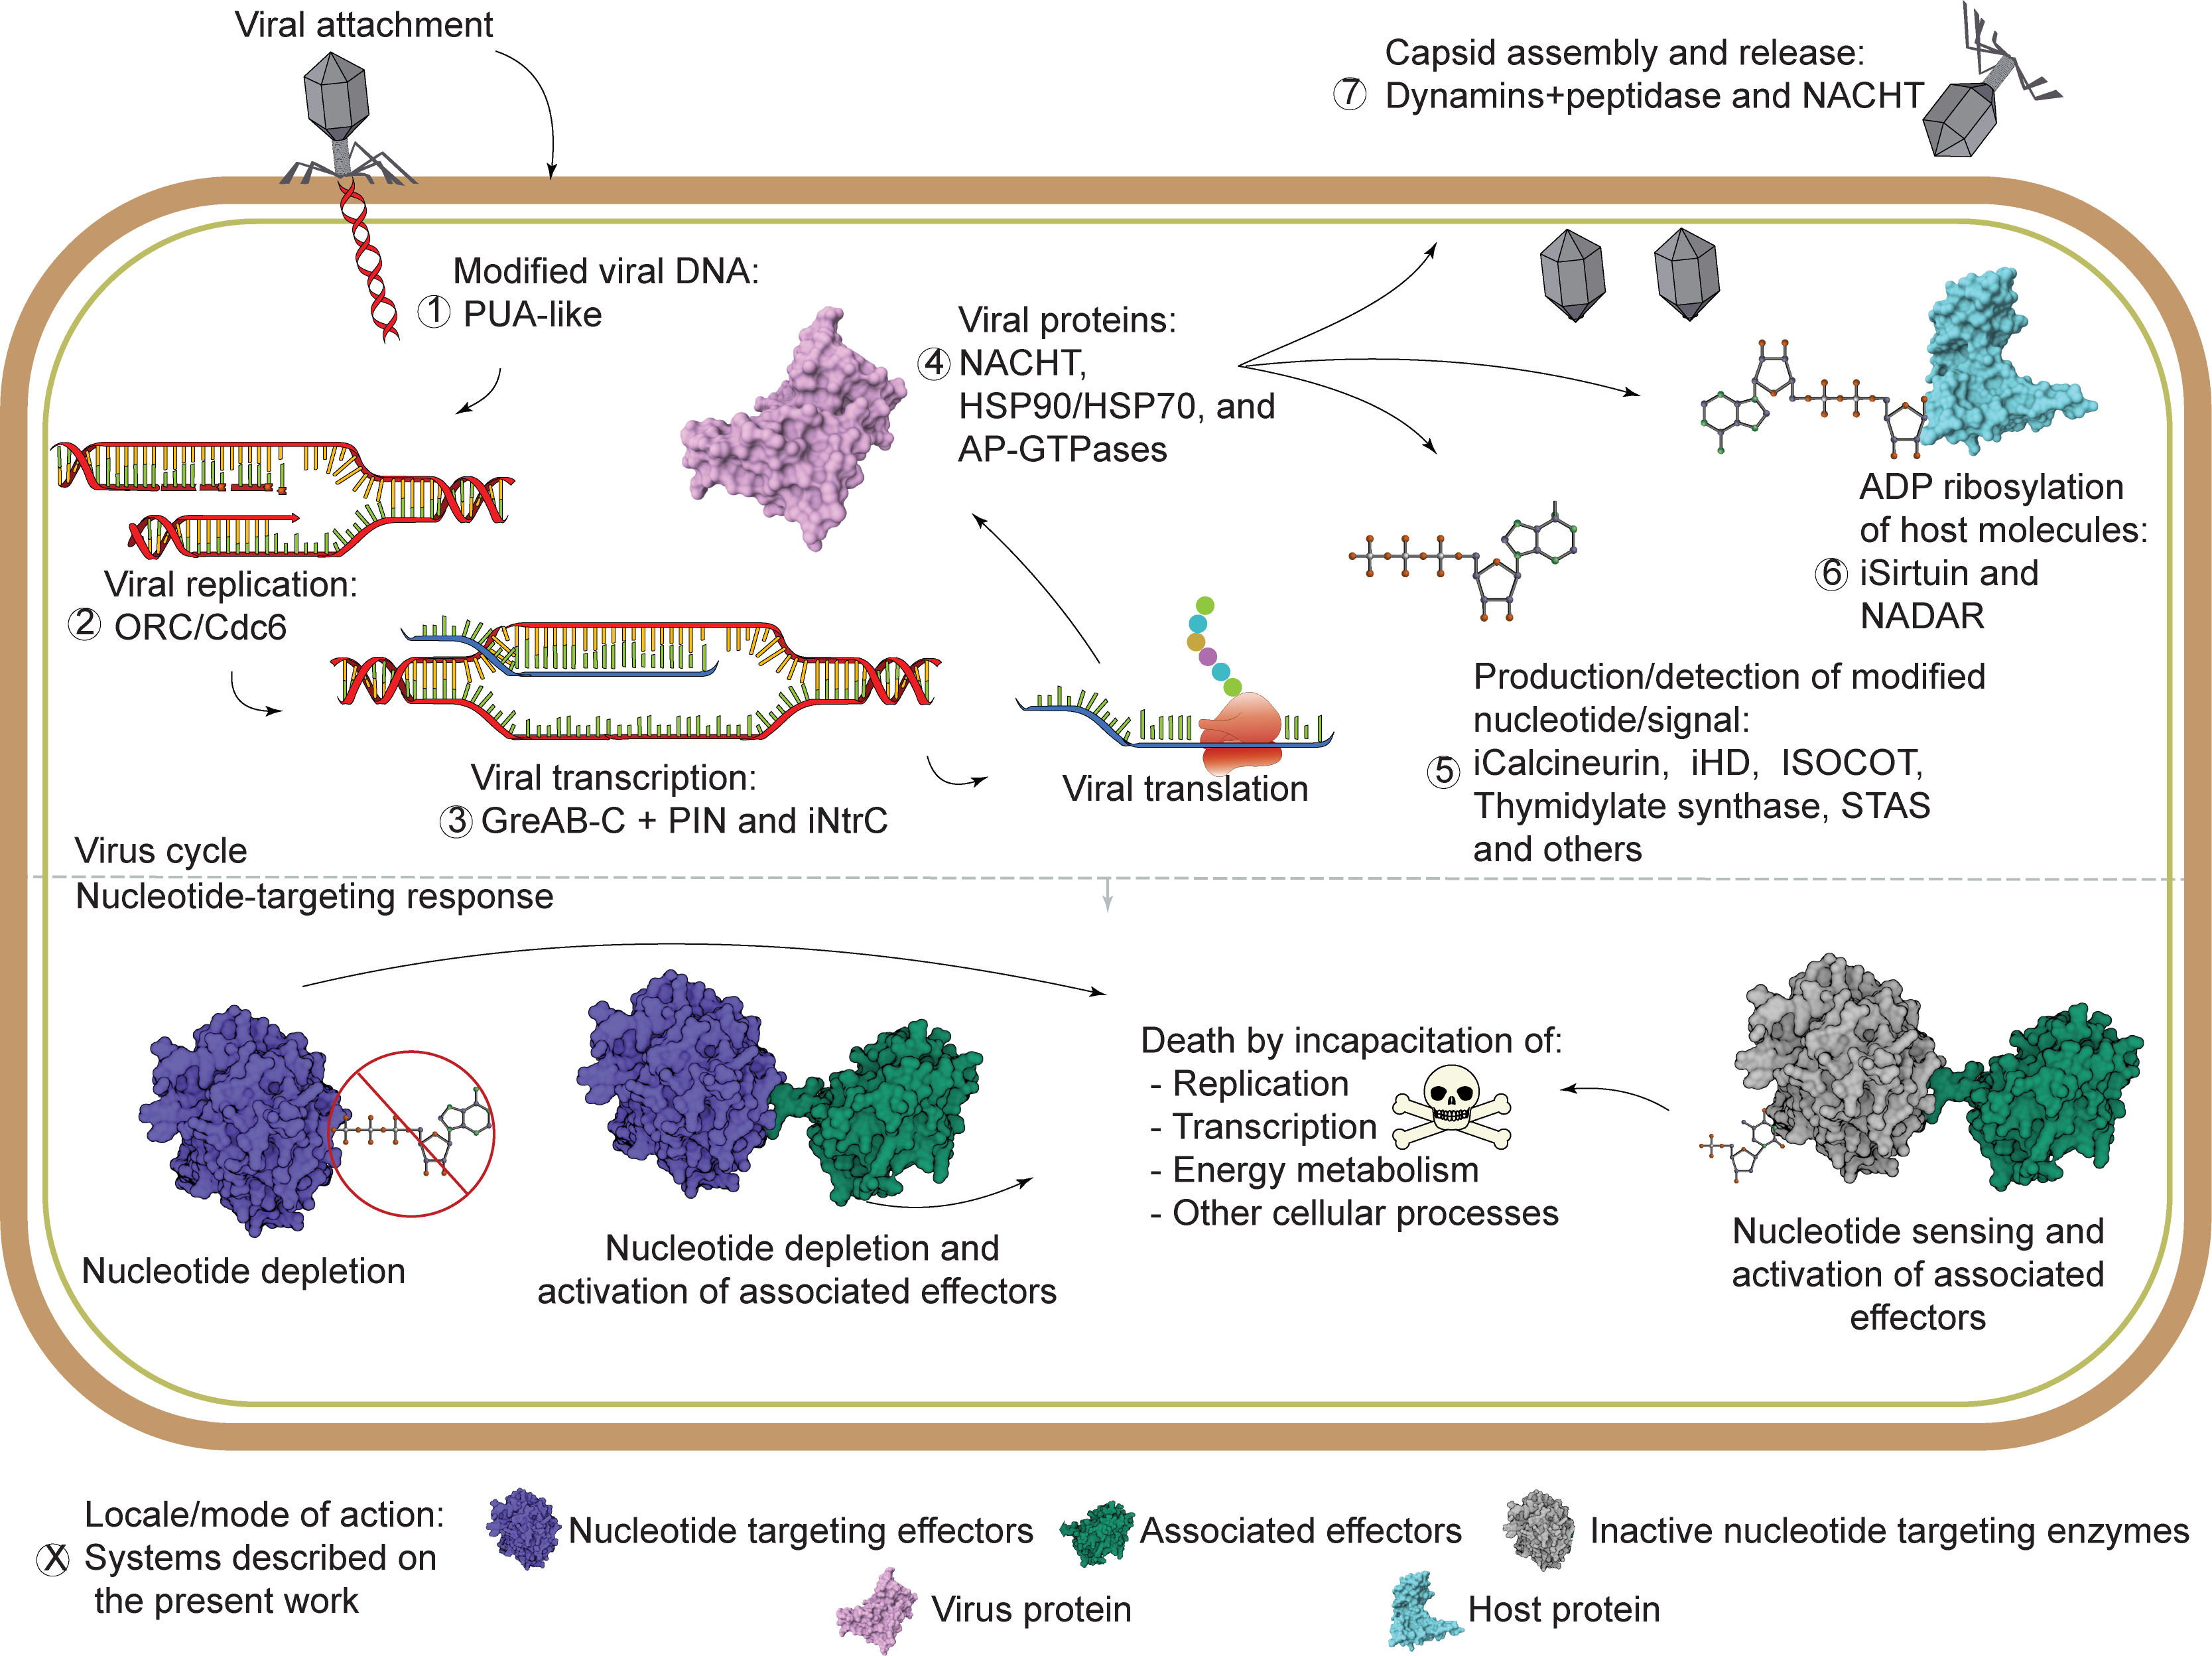 Viral attachment
Capsid assembly and release:
7 Dynamins+peptidase and NACHT
Modified viral DNA:
1 PUA-like
Viral proteins:
4 NACHT,
HSP90/HSP70, and
AP-GTPases
ADP ribosylation
of host molecules:
6 iSirtuin and
NADAR
Viral replication:
2 ORC/Cdc6
Production/detection of modified
nucleotide/signal:
5 iCalcineurin, iHD, ISOCOT,
Thymidylate synthase, STAS
and others
Viral transcription:
3 GreAB-C + PIN and iNtrC
Viral translation
Virus cycle
Nucleotide-targeting response
Nucleotide depletion
Nucleotide depletion and
activation of associated effectors
Death by incapacitation of:
- Replication
- Transcription
- Energy metabolism
- Other cellular processes
Nucleotide sensing and
activation of associated
effectors
Locale/mode of action:
X Systems described on
the present work
Nucleotide targeting effectors
Associated effectors
Inactive nucleotide targeting enzymes
Virus protein
Host protein